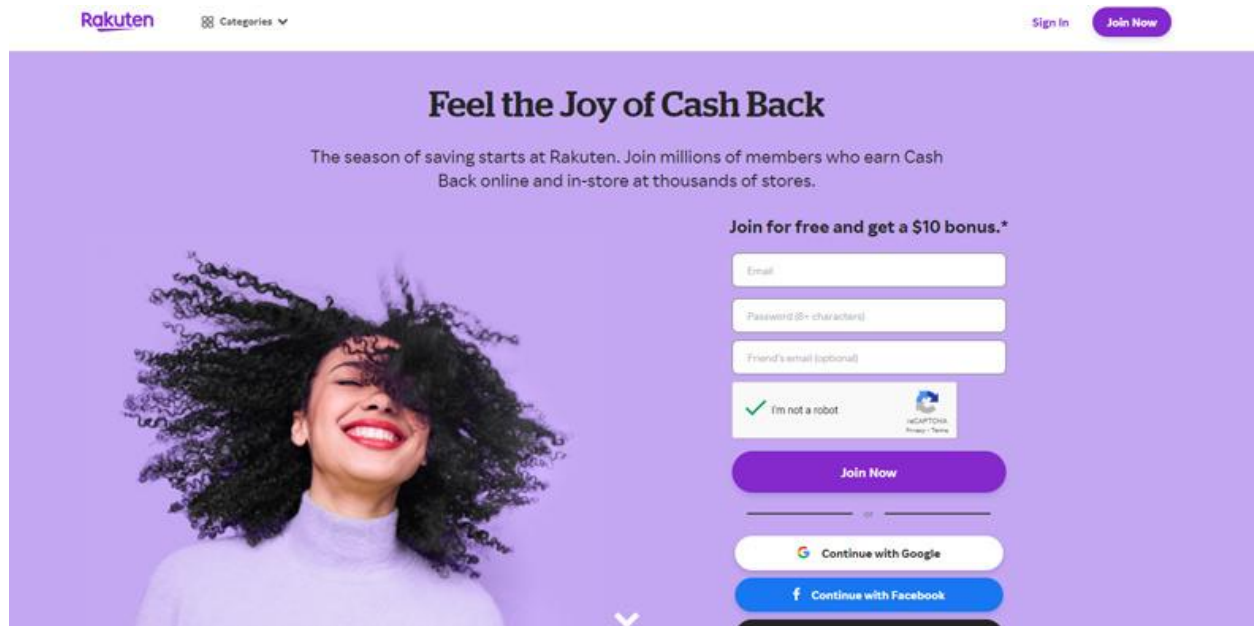 Rakuten
Categories
Sign In
Join Now
Feel the Joy of Cash Back
The season of saving starts at Rakuten. Join millions of members who earn Cash
Back online and in-store at thousands of stores.
Join for free and get a $10 bonus.*
Email
Password (8+ characters)
Friend's email (optional)
I'm not a robot
reCAPTCHA
Privacy - Terms
Join Now
or
Continue with Google
Continue with Facebook